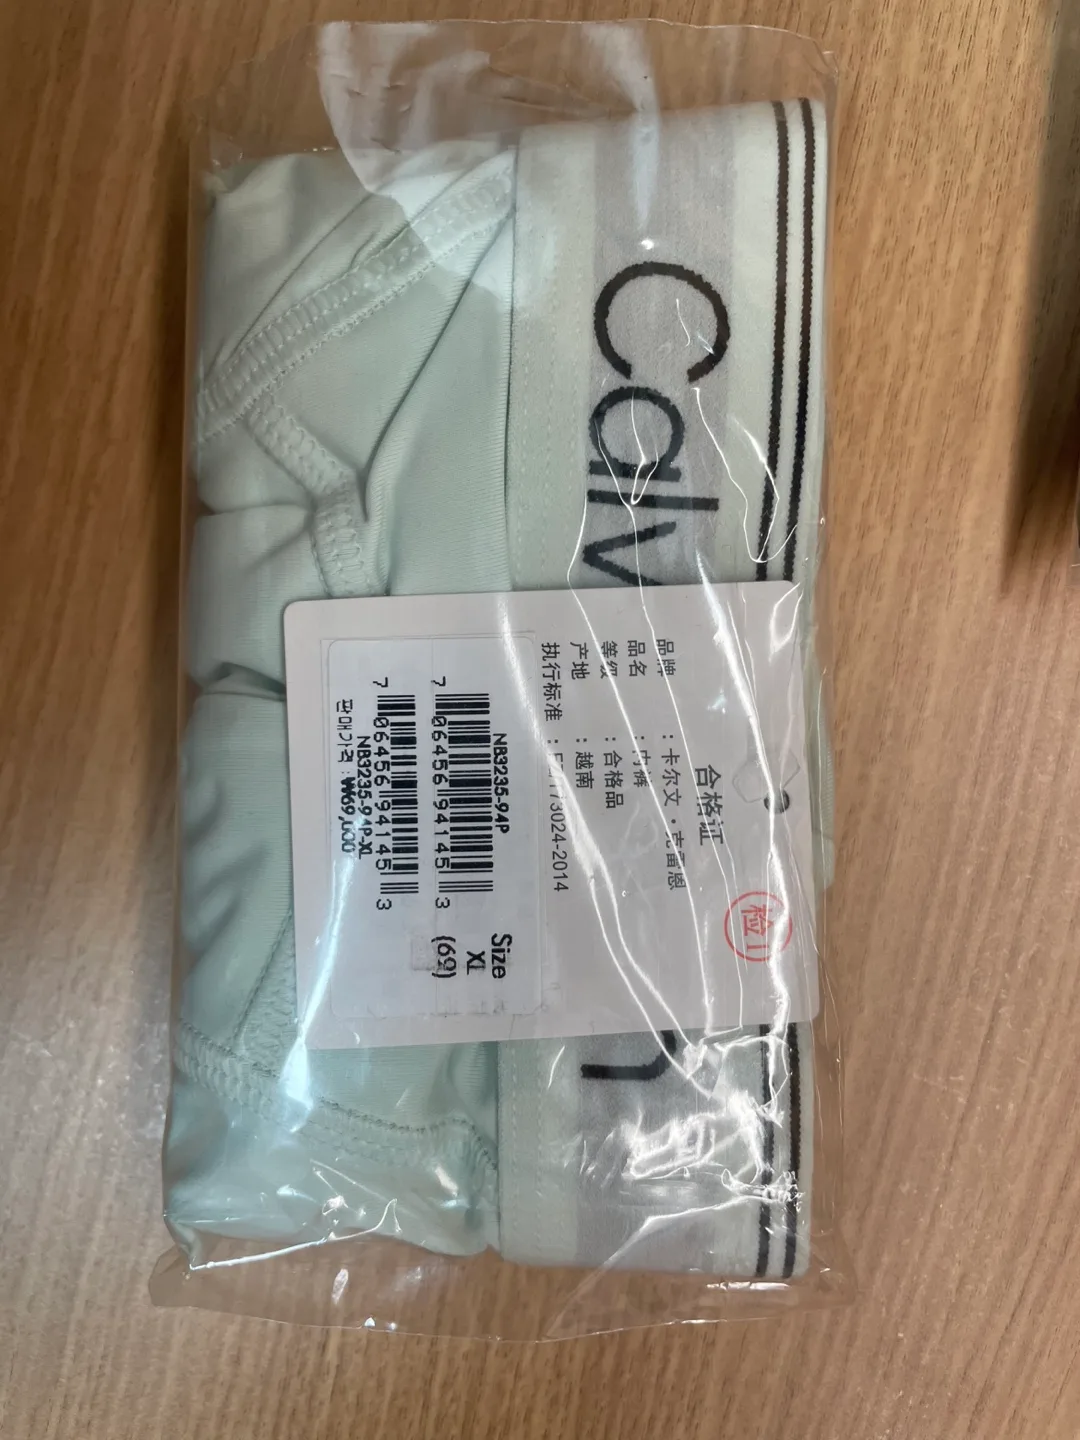 Calv
n
合格证
品牌 : 卡尔文·克雷恩
品名 : 内裤
等级 : 合格品
产地 : 越南
执行标准 : FZ/T73024-2014
检
NB3235-94P
Size
XL
(69)
7 06456 94145 3
7 06456 94145 3
NB3235-94P-XL
판매가격 : ₩69,000